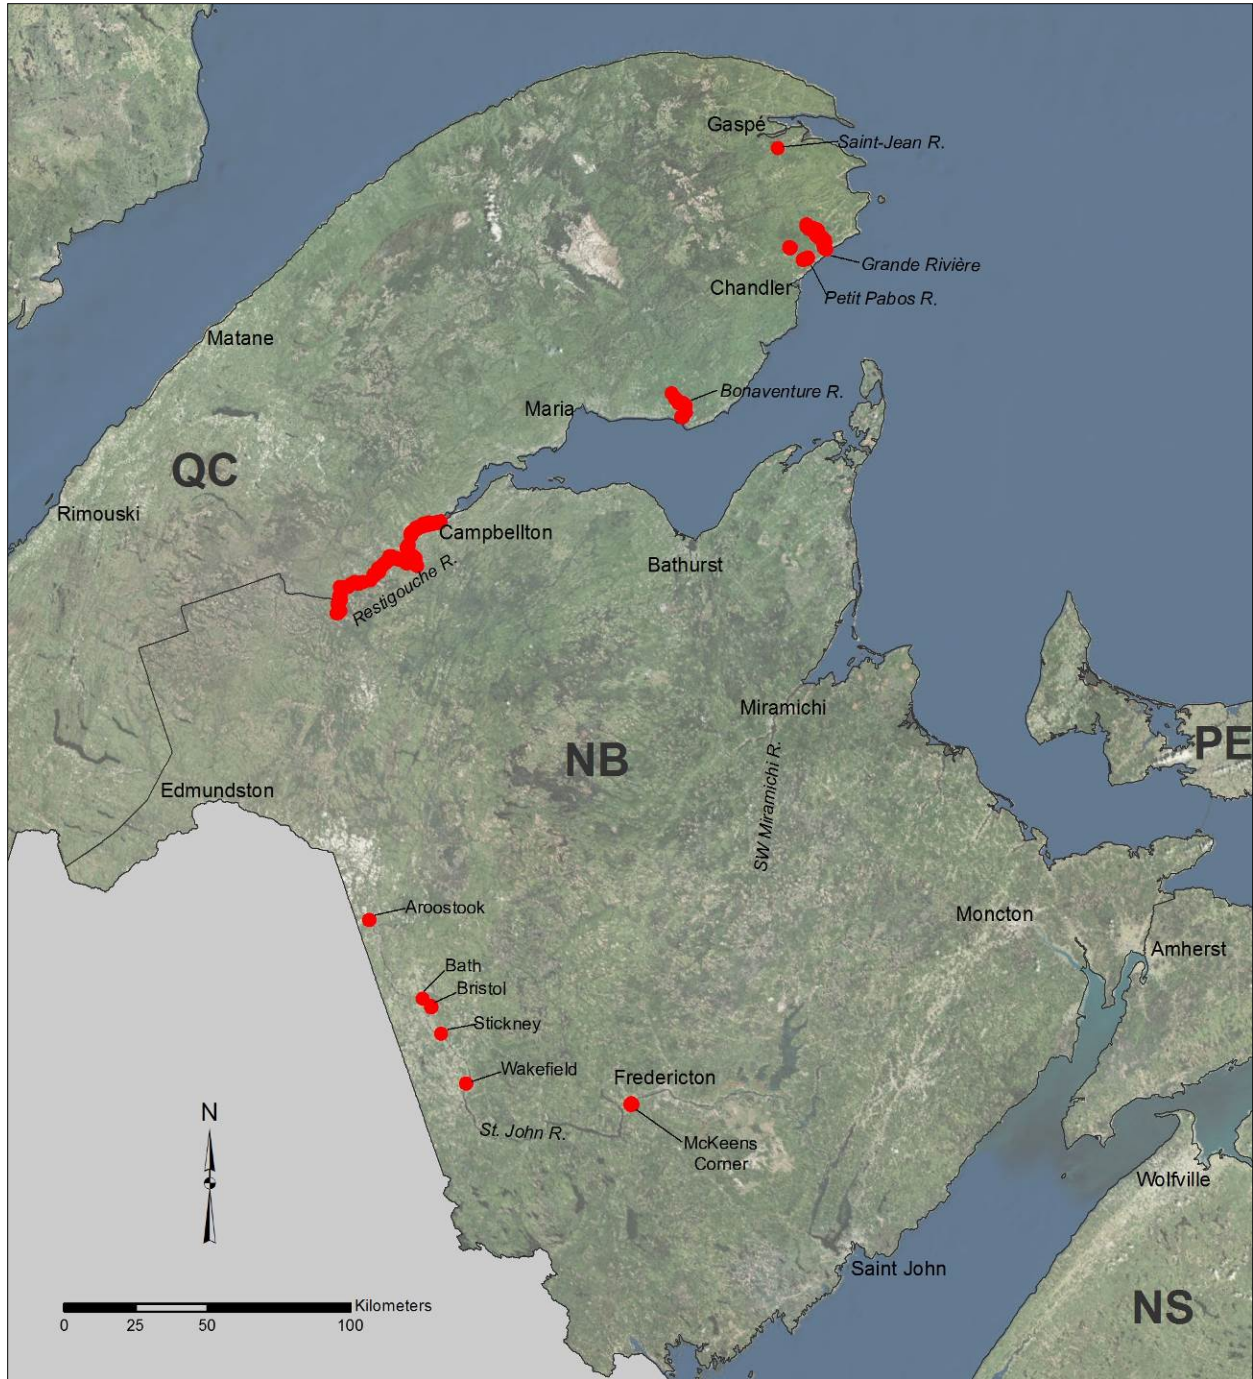 Gaspé
Saint-Jean R.
Grande Rivière
Chandler
Petit Pabos R.
Matane
Bonaventure R.
Maria
QC
Rimouski
Campbellton
Bathurst
Restigouche R.
Miramichi
NB
PE
SW Miramichi R.
Edmundston
Aroostook
Moncton
Amherst
Bath
Bristol
Stickney
Wakefield
Fredericton
St. John R.
McKeens
Corner
N
Wolfville
Saint John
NS
Kilometers
0 25 50 100